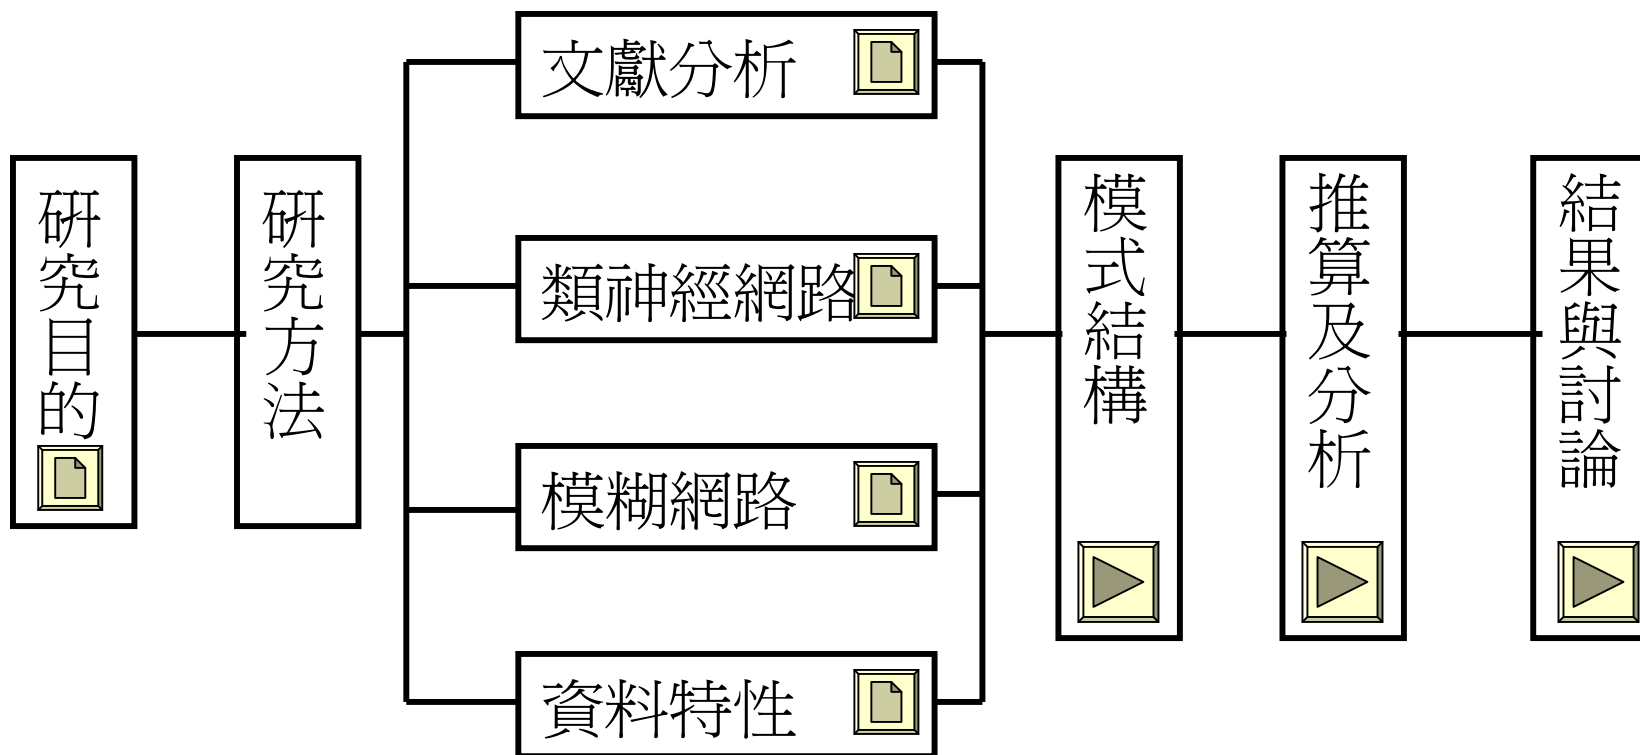 研究目的
研究方法
文獻分析
類神經網路
模糊網路
資料特性
模式結構
推算及分析
結果與討論